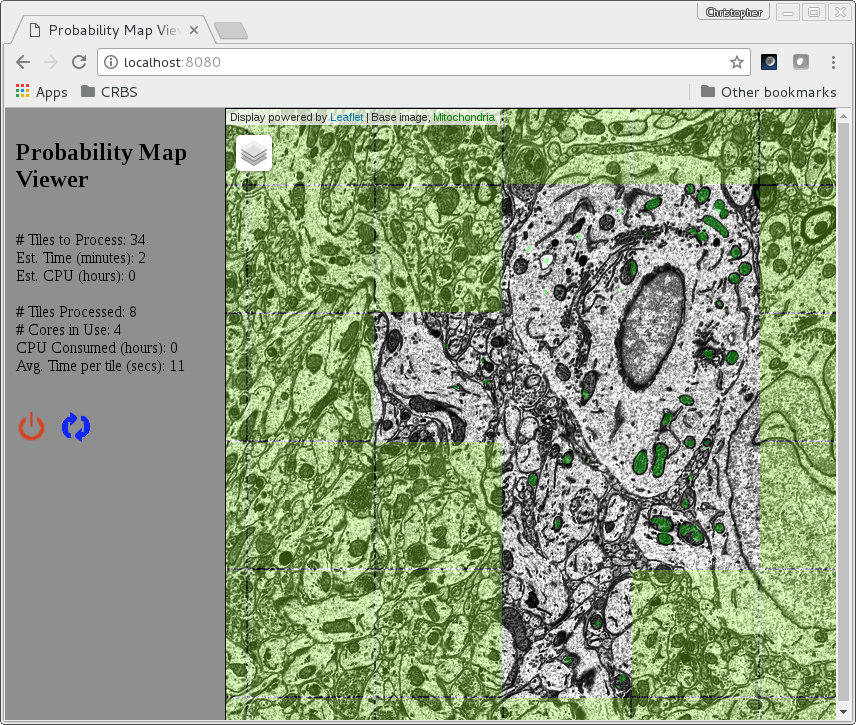 Christopher
Probability Map Vie
localhost:8080
Apps CRBS Other bookmarks
Display powered by Leaflet | Base image, Mitochondria
Probability Map
Viewer
# Tiles to Process: 34
Est. Time (minutes): 2
Est. CPU (hours): 0
# Tiles Processed: 8
# Cores in Use: 4
CPU Consumed (hours): 0
Avg. Time per tile (secs): 11